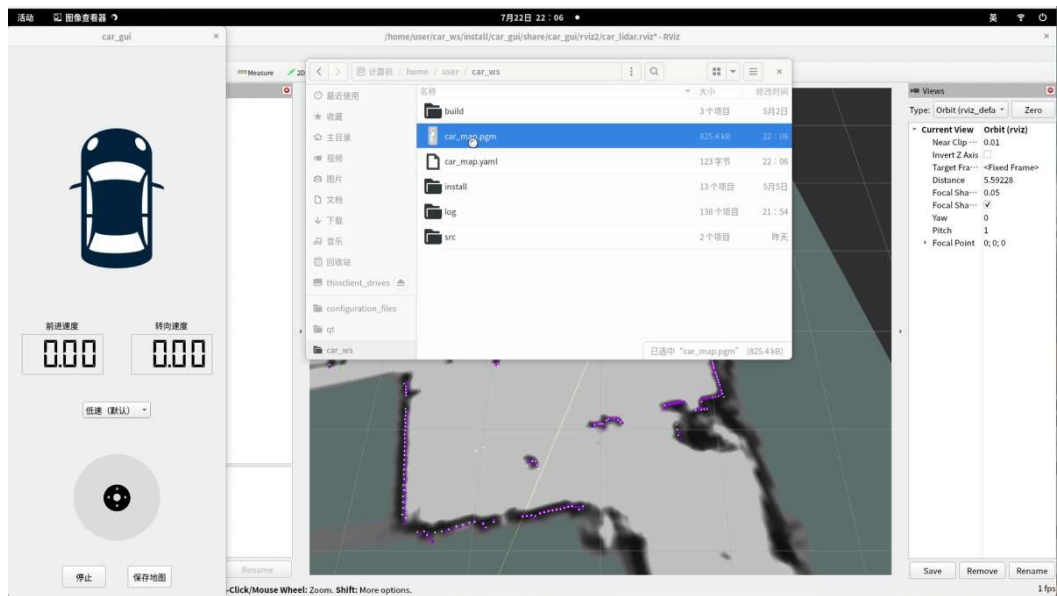 活动 图像查看器 7月22日 22：06 英
car_gui ×
/home/user/car_ws/install/car_gui/share/car_gui/rviz2/car_lidar.rviz* - RViz ×
Measure 2D
计算机 / home / user / car_ws
名称 大小 修改时间
最近使用
收藏
主目录
视频
图片
文档
下载
音乐
回收站
thinclient_drives
configuration_files
qt
car_ws
build 3 个项目 5月2日
car_map.pgm 825.4 kB 22：06
car_map.yaml 123 字节 22：06
install 13 个项目 5月5日
log 138 个项目 21：54
src 2 个项目 昨天
已选中 “car_map.pgm” (825.4 kB)
Views
Type: Orbit (rviz_defa Zero
Current View Orbit (rviz)
Near Clip … 0.01
Invert Z Axis
Target Fra… <Fixed Frame>
Distance 5.59228
Focal Sha… 0.05
Focal Sha… ✓
Yaw 0
Pitch 1
Focal Point 0; 0; 0
Save Remove Rename
前进速度 转向速度
0.00 0.00
低速（默认）
停止 保存地图
Rename
-Click/Mouse Wheel: Zoom. Shift: More options.
1 fps